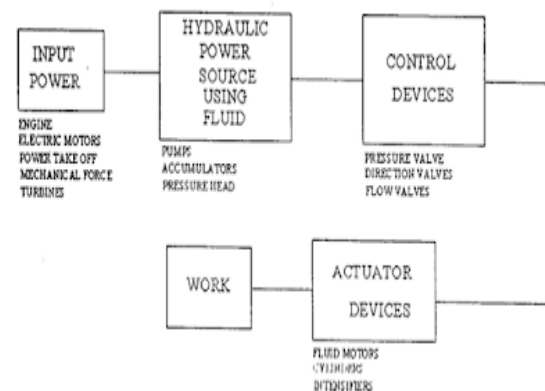 INPUT
POWER
ENGINE
ELECTRIC MOTORS
POWER TAKE OFF
MECHANICAL FORCE
TURBINES
HYDRAULIC
POWER
SOURCE
USING
FLUID
PUMPS
ACCUMULATORS
PRESSURE HEAD
CONTROL
DEVICES
PRESSURE VALVE
DIRECTION VALVES
FLOW VALVES
WORK
ACTUATOR
DEVICES
FLUID MOTORS
CYLINDERS
INTENSIFIERS